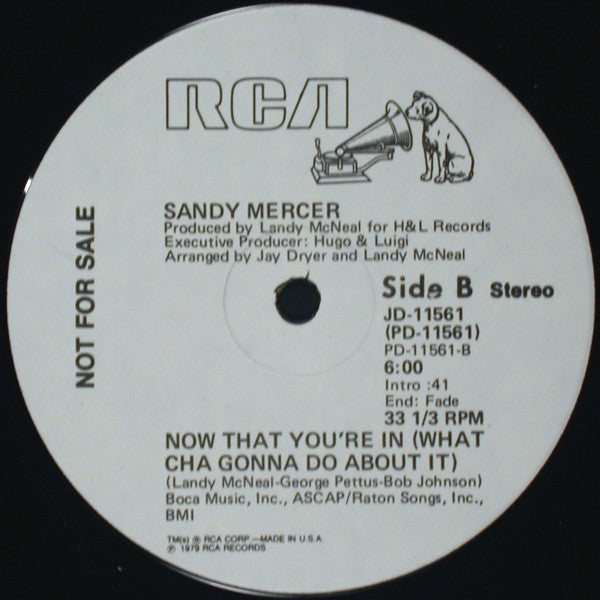 RCA
NOT FOR SALE
SANDY MERCER
Produced by Landy McNeal for H&L Records
Executive Producer: Hugo & Luigi
Arranged by Jay Dryer and Landy McNeal
Side B Stereo
JD-11561
(PD-11561)
PD-11561-B
6:00
Intro :41
End: Fade
33 1/3 RPM
NOW THAT YOU'RE IN (WHAT
CHA GONNA DO ABOUT IT)
(Landy McNeal-George Pettus-Bob Johnson)
Boca Music, Inc., ASCAP/Raton Songs, Inc.,
BMI
TM(s) ® RCA CORP.—MADE IN U.S.A.
℗ 1979 RCA RECORDS